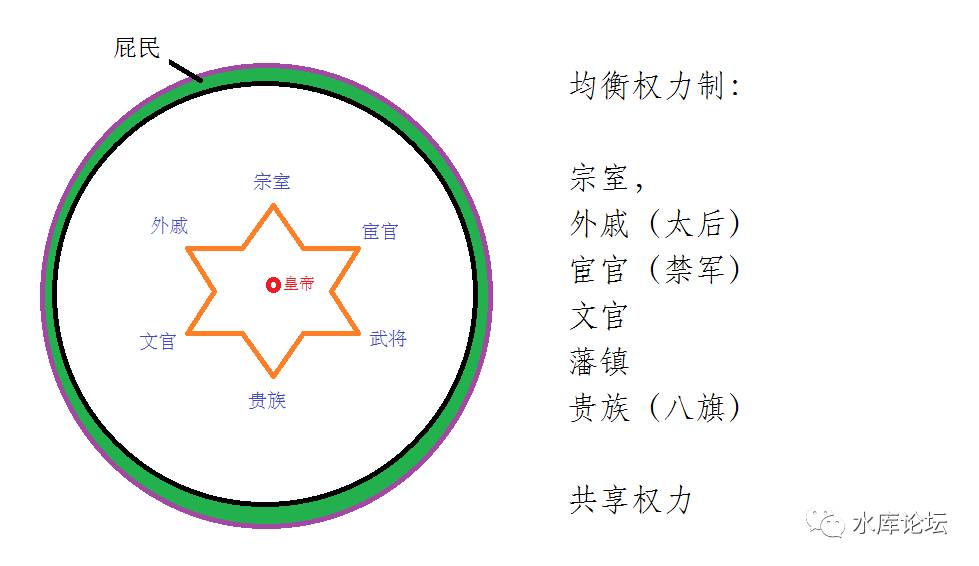 屁民
宗室
外戚
宦官
皇帝
文官
武将
贵族
均衡权力制：
宗室，
外戚（太后）
宦官（禁军）
文官
藩镇
贵族（八旗）
共享权力
水库论坛